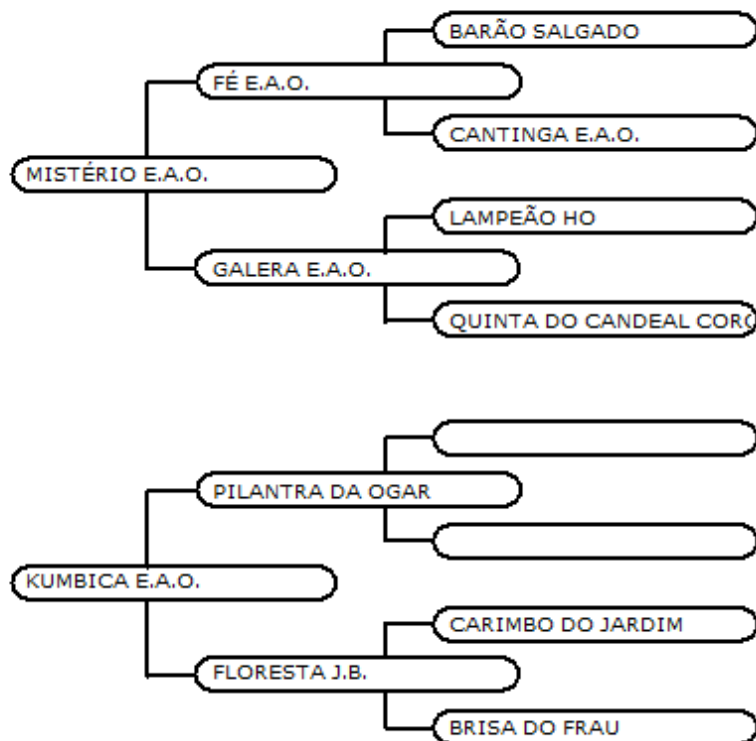 BARÃO SALGADO
FÉ E.A.O.
CANTINGA E.A.O.
MISTÉRIO E.A.O.
LAMPEÃO HO
GALERA E.A.O.
QUINTA DO CANDEAL
PILANTRA DA OGAR
KUMBICA E.A.O.
CARIMBO DO JARDIM
FLORESTA J.B.
BRISA DO FRAU